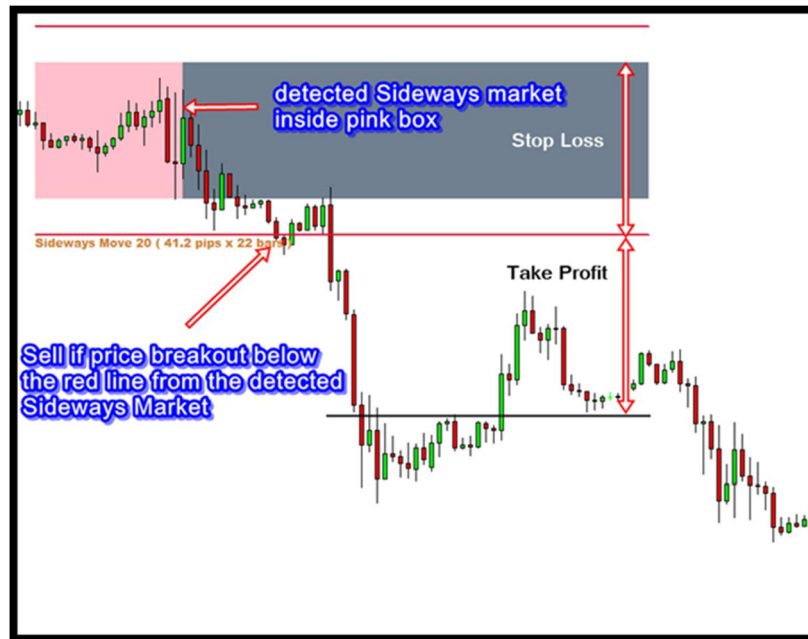 detected Sideways market
inside pink box
Stop Loss
Sideways Move 20 ( 41.2 pips x 22 bars )
Take Profit
Sell if price breakout below
the red line from the detected
Sideways Market